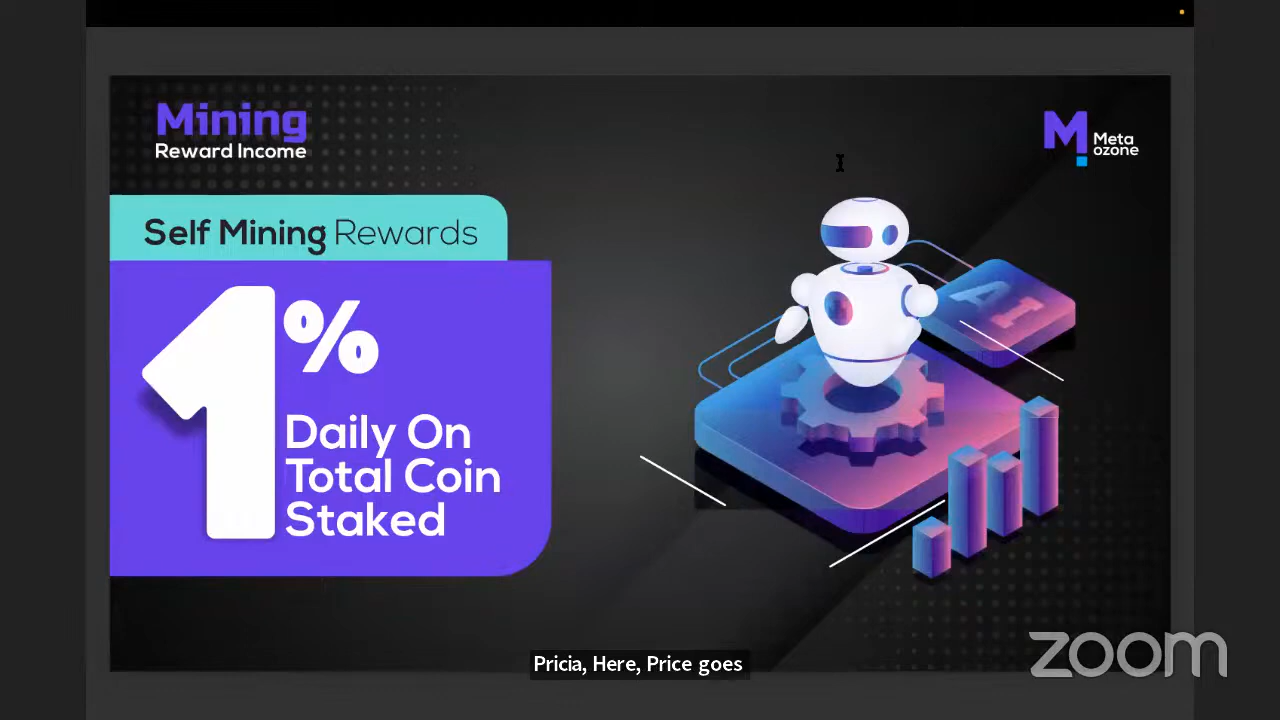 Mining
Reward Income
Meta
ozone
Self Mining Rewards
1%
Daily On
Total Coin
Staked
AI
Pricia, Here, Price goes
zoom